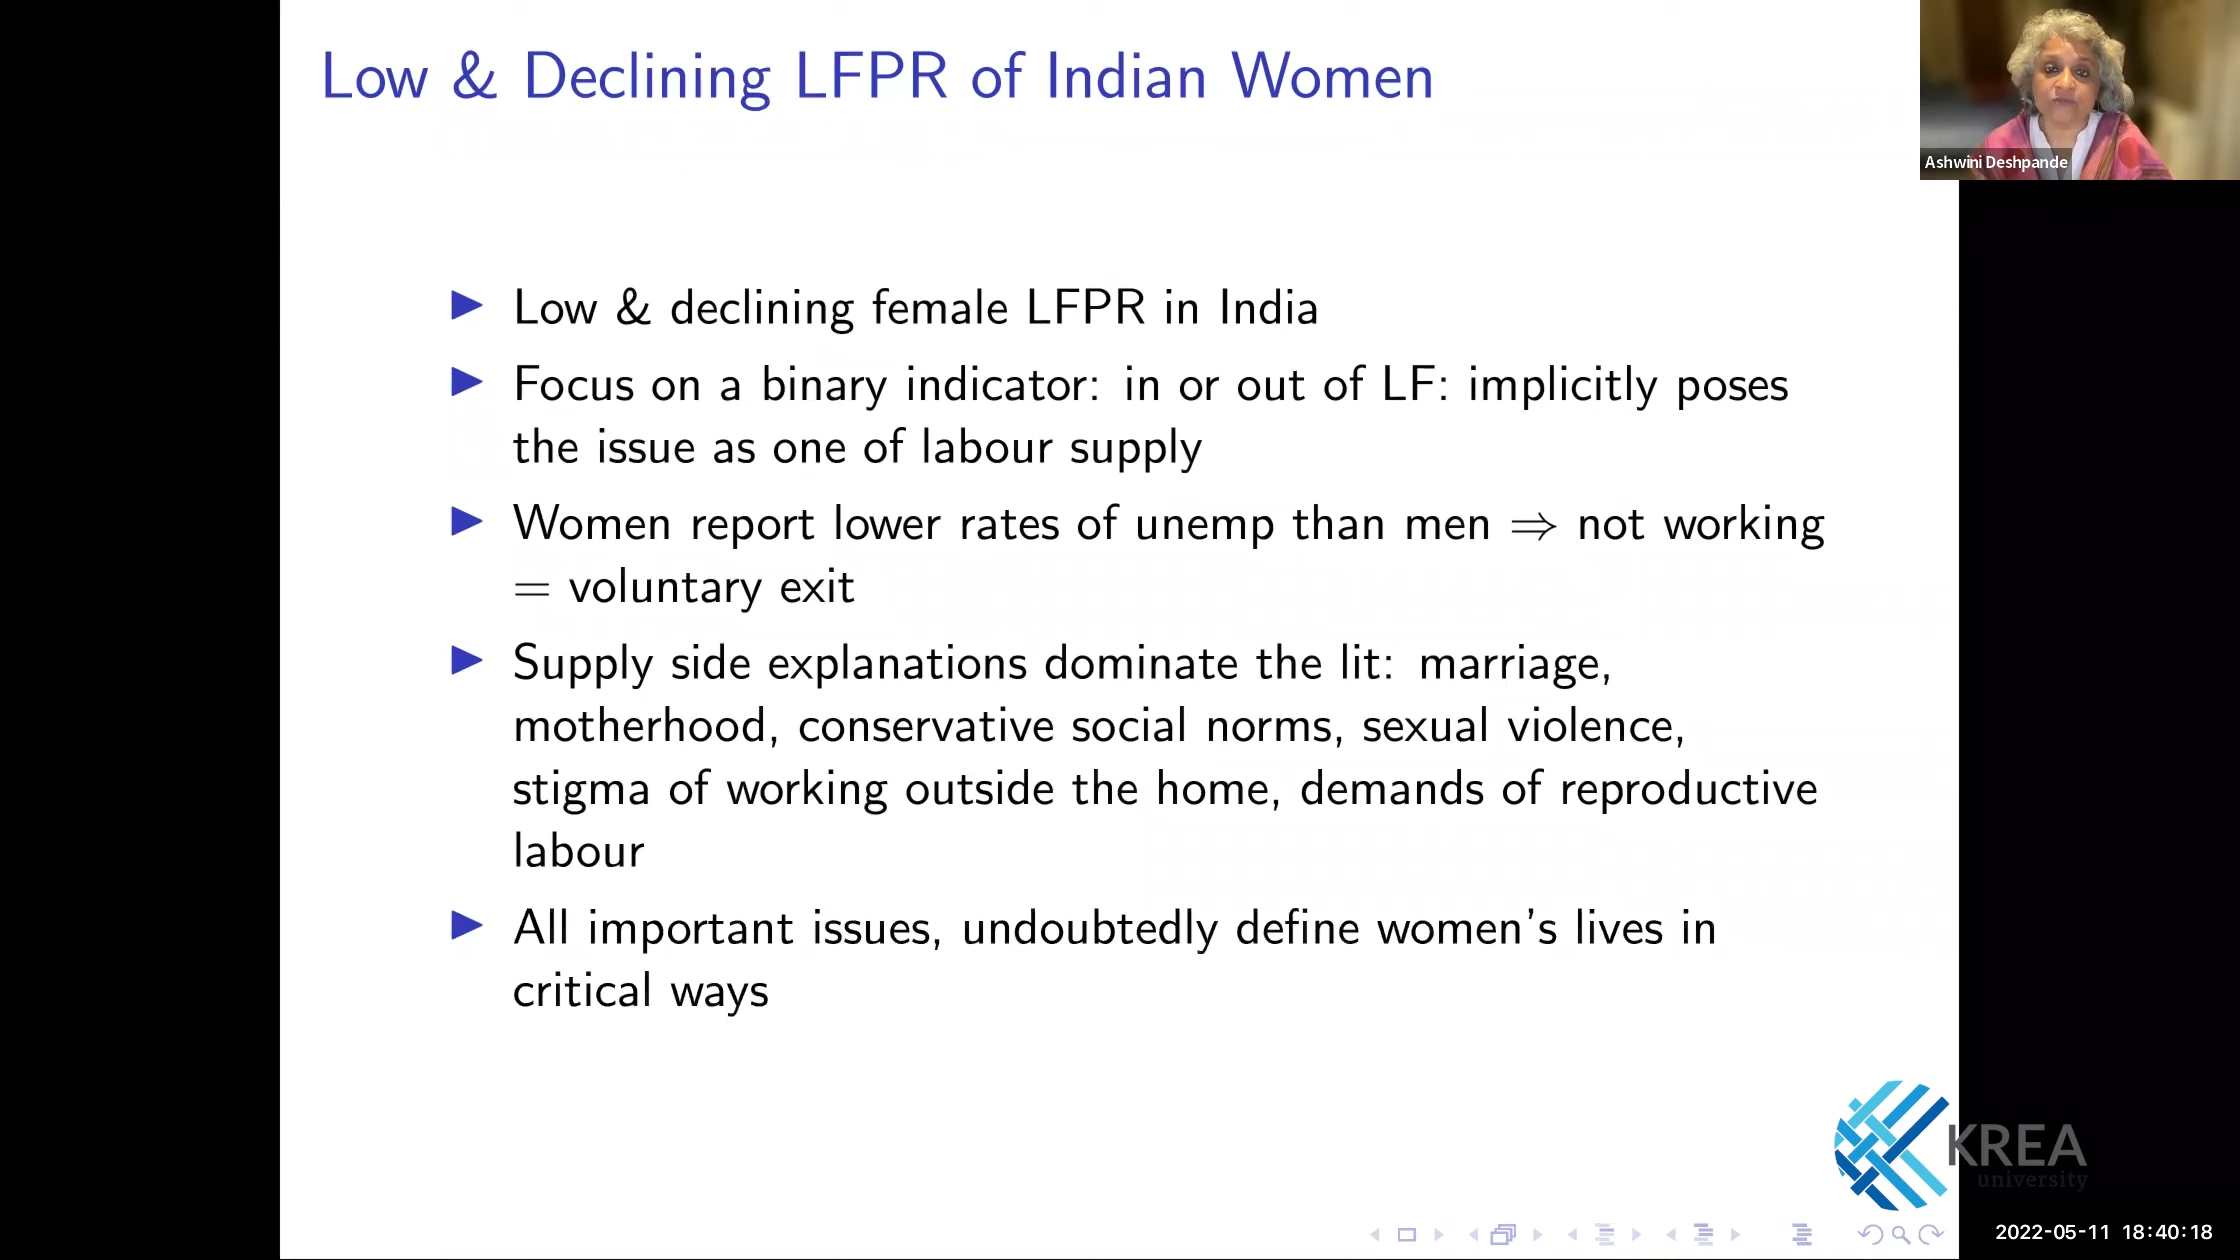 Low & Declining LFPR of Indian Women
Ashwini Deshpande
▶ Low & declining female LFPR in India
▶ Focus on a binary indicator: in or out of LF: implicitly poses
the issue as one of labour supply
▶ Women report lower rates of unemp than men ⇒ not working
= voluntary exit
▶ Supply side explanations dominate the lit: marriage,
motherhood, conservative social norms, sexual violence,
stigma of working outside the home, demands of reproductive
labour
▶ All important issues, undoubtedly define women's lives in
critical ways
KREA
university
2022-05-11 18:40:18